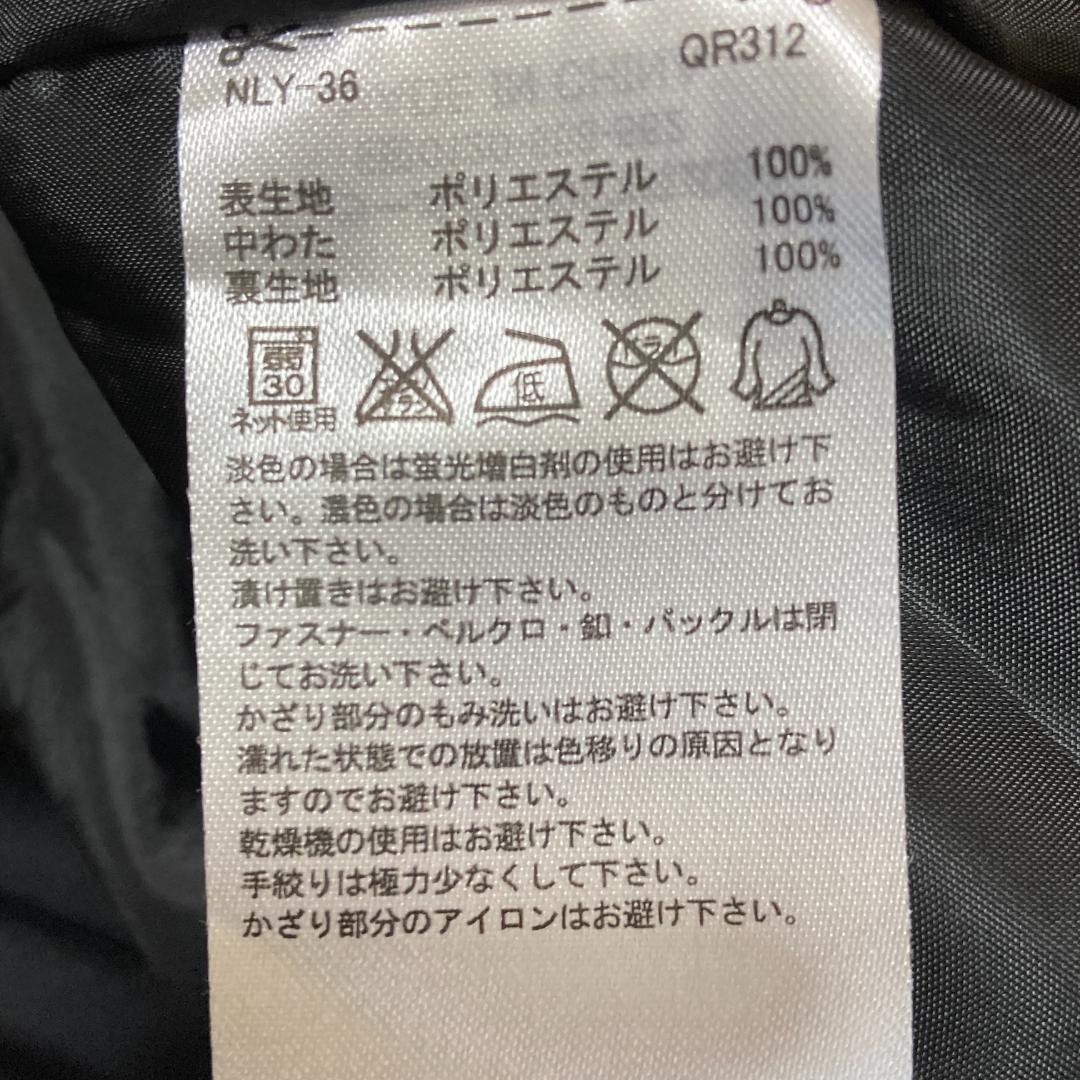 NLY-36 QR312
表生地 ポリエステル 100%
中わた ポリエステル 100%
裏生地 ポリエステル 100%
弱
30
ネット使用
エンソ
サラシ
低
ドライ
淡色の場合は蛍光増白剤の使用はお避け下
さい。濃色の場合は淡色のものと分けてお
洗い下さい。
漬け置きはお避け下さい。
ファスナー・ベルクロ・釦・バックルは閉
じてお洗い下さい。
かざり部分のもみ洗いはお避け下さい。
濡れた状態での放置は色移りの原因となり
ますのでお避け下さい。
乾燥機の使用はお避け下さい。
手絞りは極力少なくして下さい。
かざり部分のアイロンはお避け下さい。